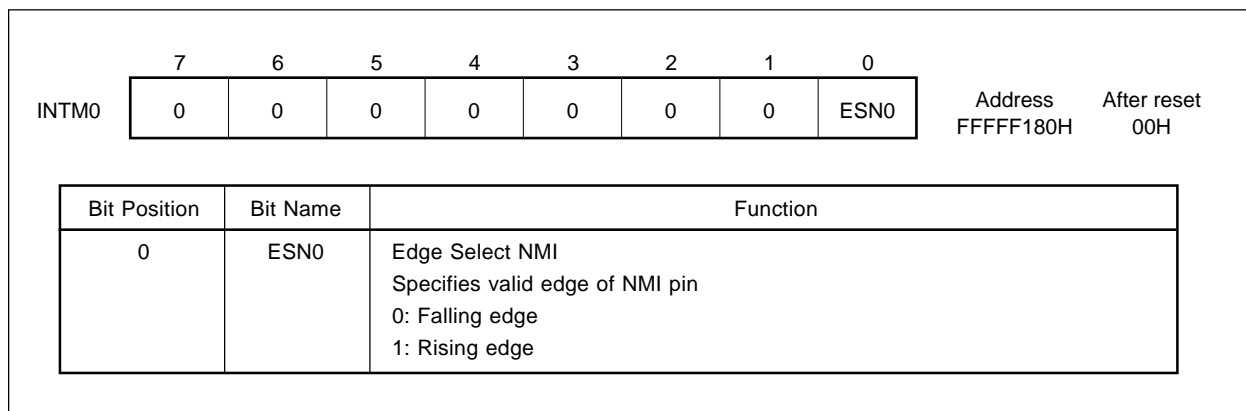 7 6 5 4 3 2 1 0
INTM0 0 0 0 0 0 0 0 ESN0 Address After reset
FFFFF180H 00H
Bit Position Bit Name Function
0 ESN0 Edge Select NMI
Specifies valid edge of NMI pin
0: Falling edge
1: Rising edge